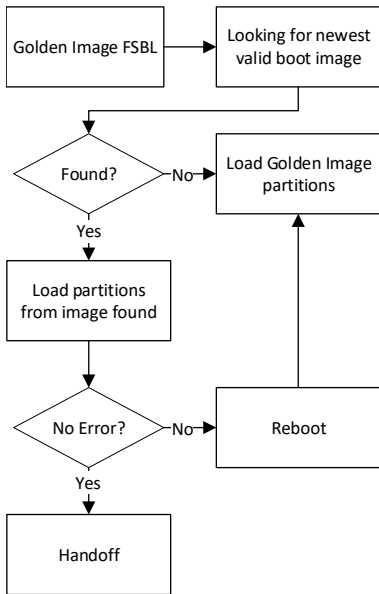 Golden Image FSBL
Looking for newest
valid boot image
Found?
No
Load Golden Image
partitions
Yes
Load partitions
from image found
No Error?
No
Reboot
Yes
Handoff